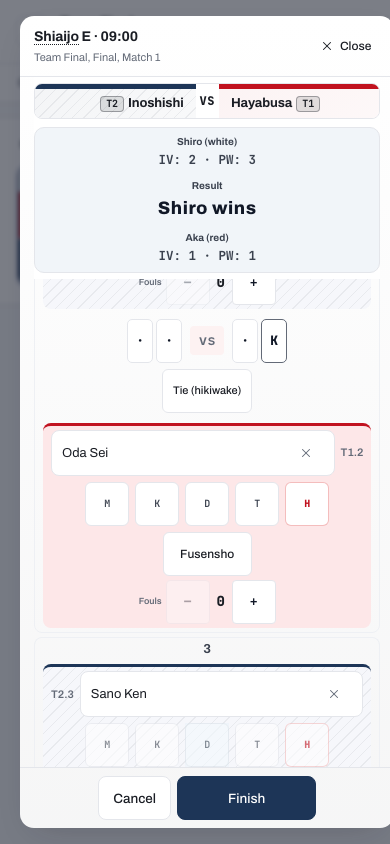 Shiaijo E · 09:00
Team Final, Final, Match 1
× Close
T2 Inoshishi VS Hayabusa T1
Shiro (white)
IV: 2 · PW: 3
Result
Shiro wins
Aka (red)
IV: 1 · PW: 1
Fouls − 0 +
· · vs · K
Tie (hikiwake)
Oda Sei × T1.2
M K D T H
Fusensho
Fouls − 0 +
3
T2.3 Sano Ken ×
M K D T H
Cancel Finish